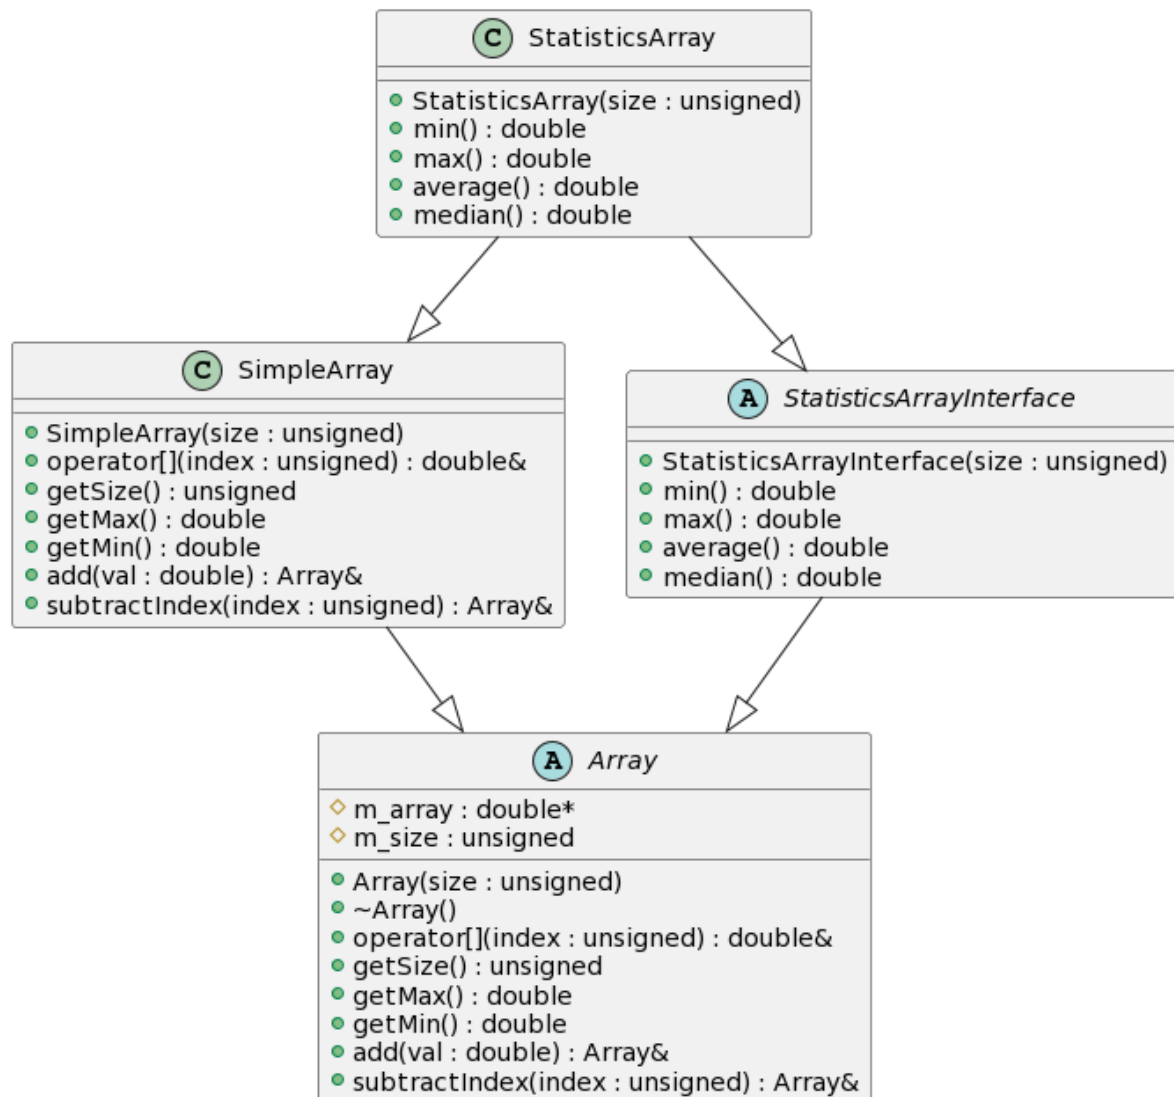 C StatisticsArray
StatisticsArray(size : unsigned)
min() : double
max() : double
average() : double
median() : double
C SimpleArray
SimpleArray(size : unsigned)
operator[](index : unsigned) : double&
getSize() : unsigned
getMax() : double
getMin() : double
add(val : double) : Array&
subtractIndex(index : unsigned) : Array&
A StatisticsArrayInterface
StatisticsArrayInterface(size : unsigned)
min() : double
max() : double
average() : double
median() : double
A Array
m_array : double*
m_size : unsigned
Array(size : unsigned)
~Array()
operator[](index : unsigned) : double&
getSize() : unsigned
getMax() : double
getMin() : double
add(val : double) : Array&
subtractIndex(index : unsigned) : Array&